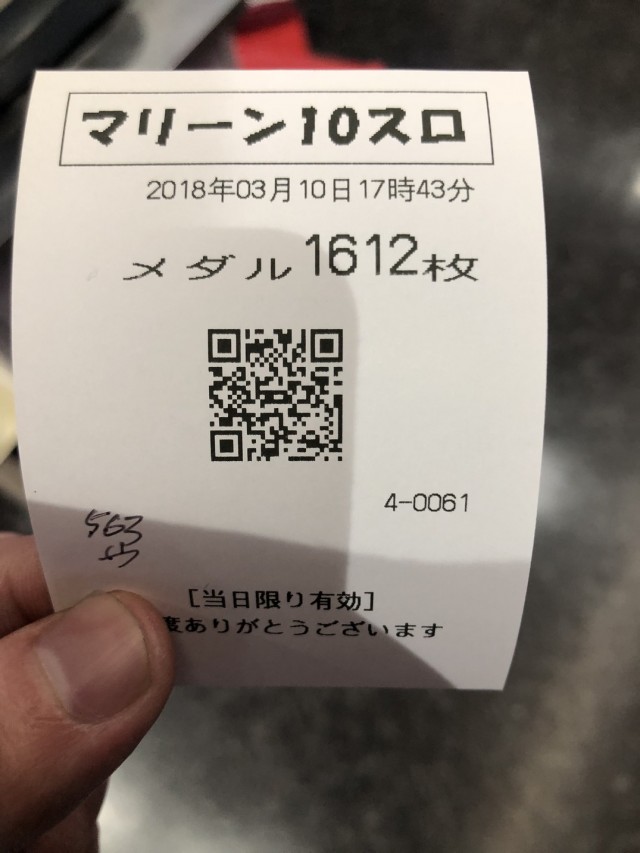 マリーン10スロ
2018年03月10日17時43分
メダル1612枚
4-0061
563
[当日限り有効]
度ありがとうございます